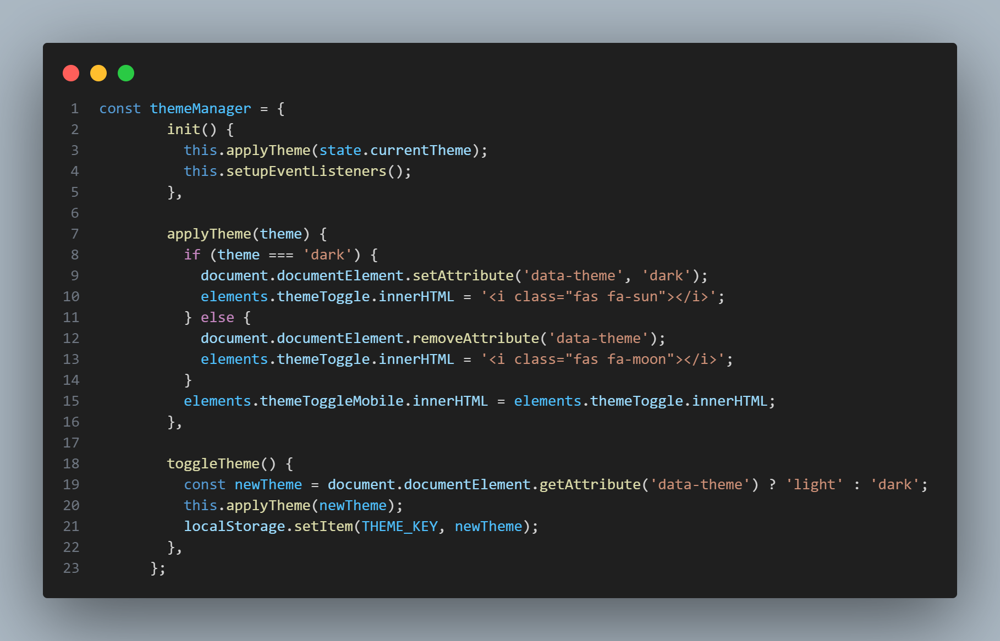 1 const themeManager = {
2         init() {
3           this.applyTheme(state.currentTheme);
4           this.setupEventListeners();
5         },
6
7         applyTheme(theme) {
8           if (theme === 'dark') {
9             document.documentElement.setAttribute('data-theme', 'dark');
10             elements.themeToggle.innerHTML = '<i class="fas fa-sun"></i>';
11           } else {
12             document.documentElement.removeAttribute('data-theme');
13             elements.themeToggle.innerHTML = '<i class="fas fa-moon"></i>';
14           }
15           elements.themeToggleMobile.innerHTML = elements.themeToggle.innerHTML;
16         },
17
18         toggleTheme() {
19           const newTheme = document.documentElement.getAttribute('data-theme') ? 'light' : 'dark';
20           this.applyTheme(newTheme);
21           localStorage.setItem(THEME_KEY, newTheme);
22         },
23       };